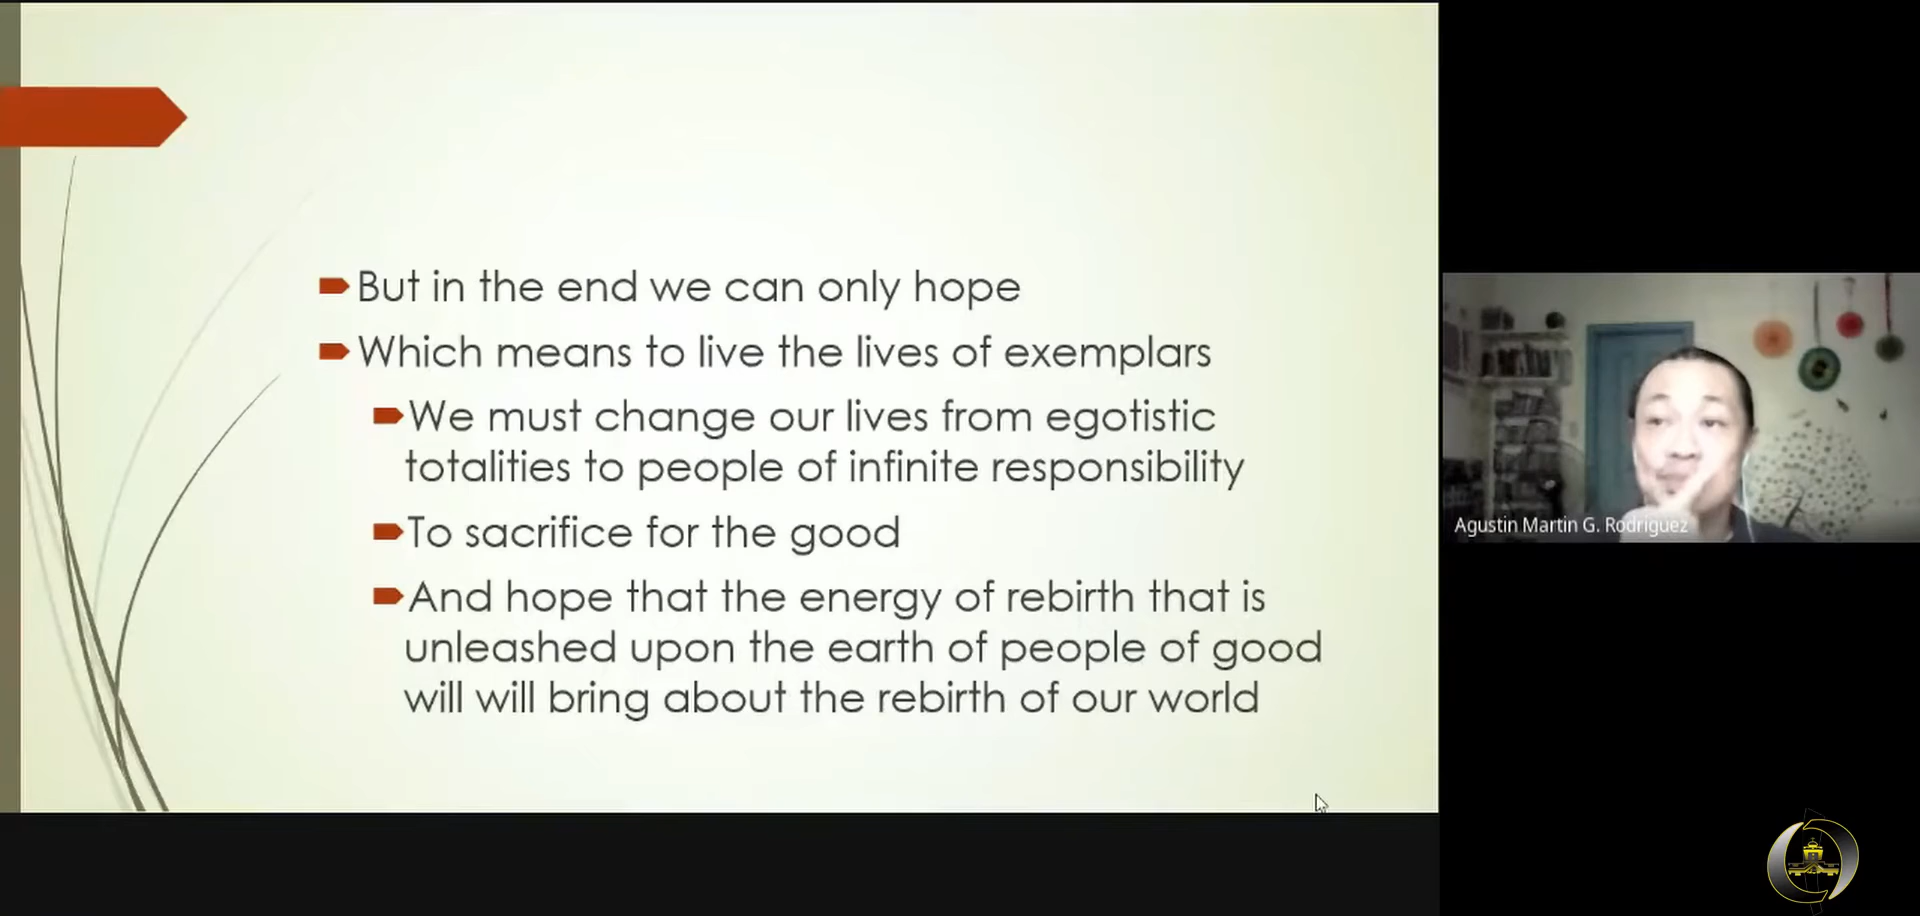 But in the end we can only hope
Which means to live the lives of exemplars
We must change our lives from egotistic
totalities to people of infinite responsibility
To sacrifice for the good
And hope that the energy of rebirth that is
unleashed upon the earth of people of good
will will bring about the rebirth of our world
Agustin Martin G. Rodriguez